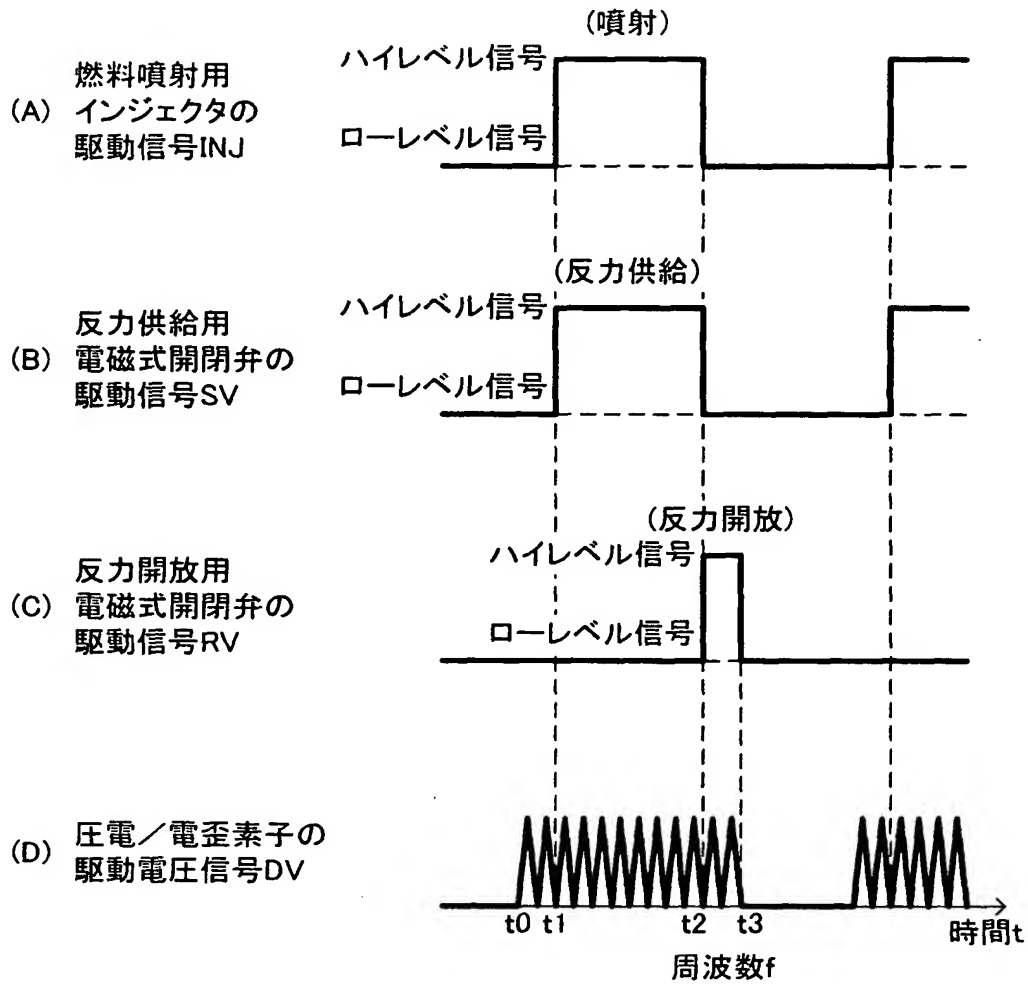 (噴射)
ハイレベル信号
ローレベル信号
(A) 燃料噴射用
インジェクタの
駆動信号INJ
(反力供給)
ハイレベル信号
ローレベル信号
(B) 反力供給用
電磁式開閉弁の
駆動信号SV
(反力開放)
ハイレベル信号
ローレベル信号
(C) 反力開放用
電磁式開閉弁の
駆動信号RV
(D) 圧電／電歪素子の
駆動電圧信号DV
t0 t1 t2 t3
時間t
周波数f